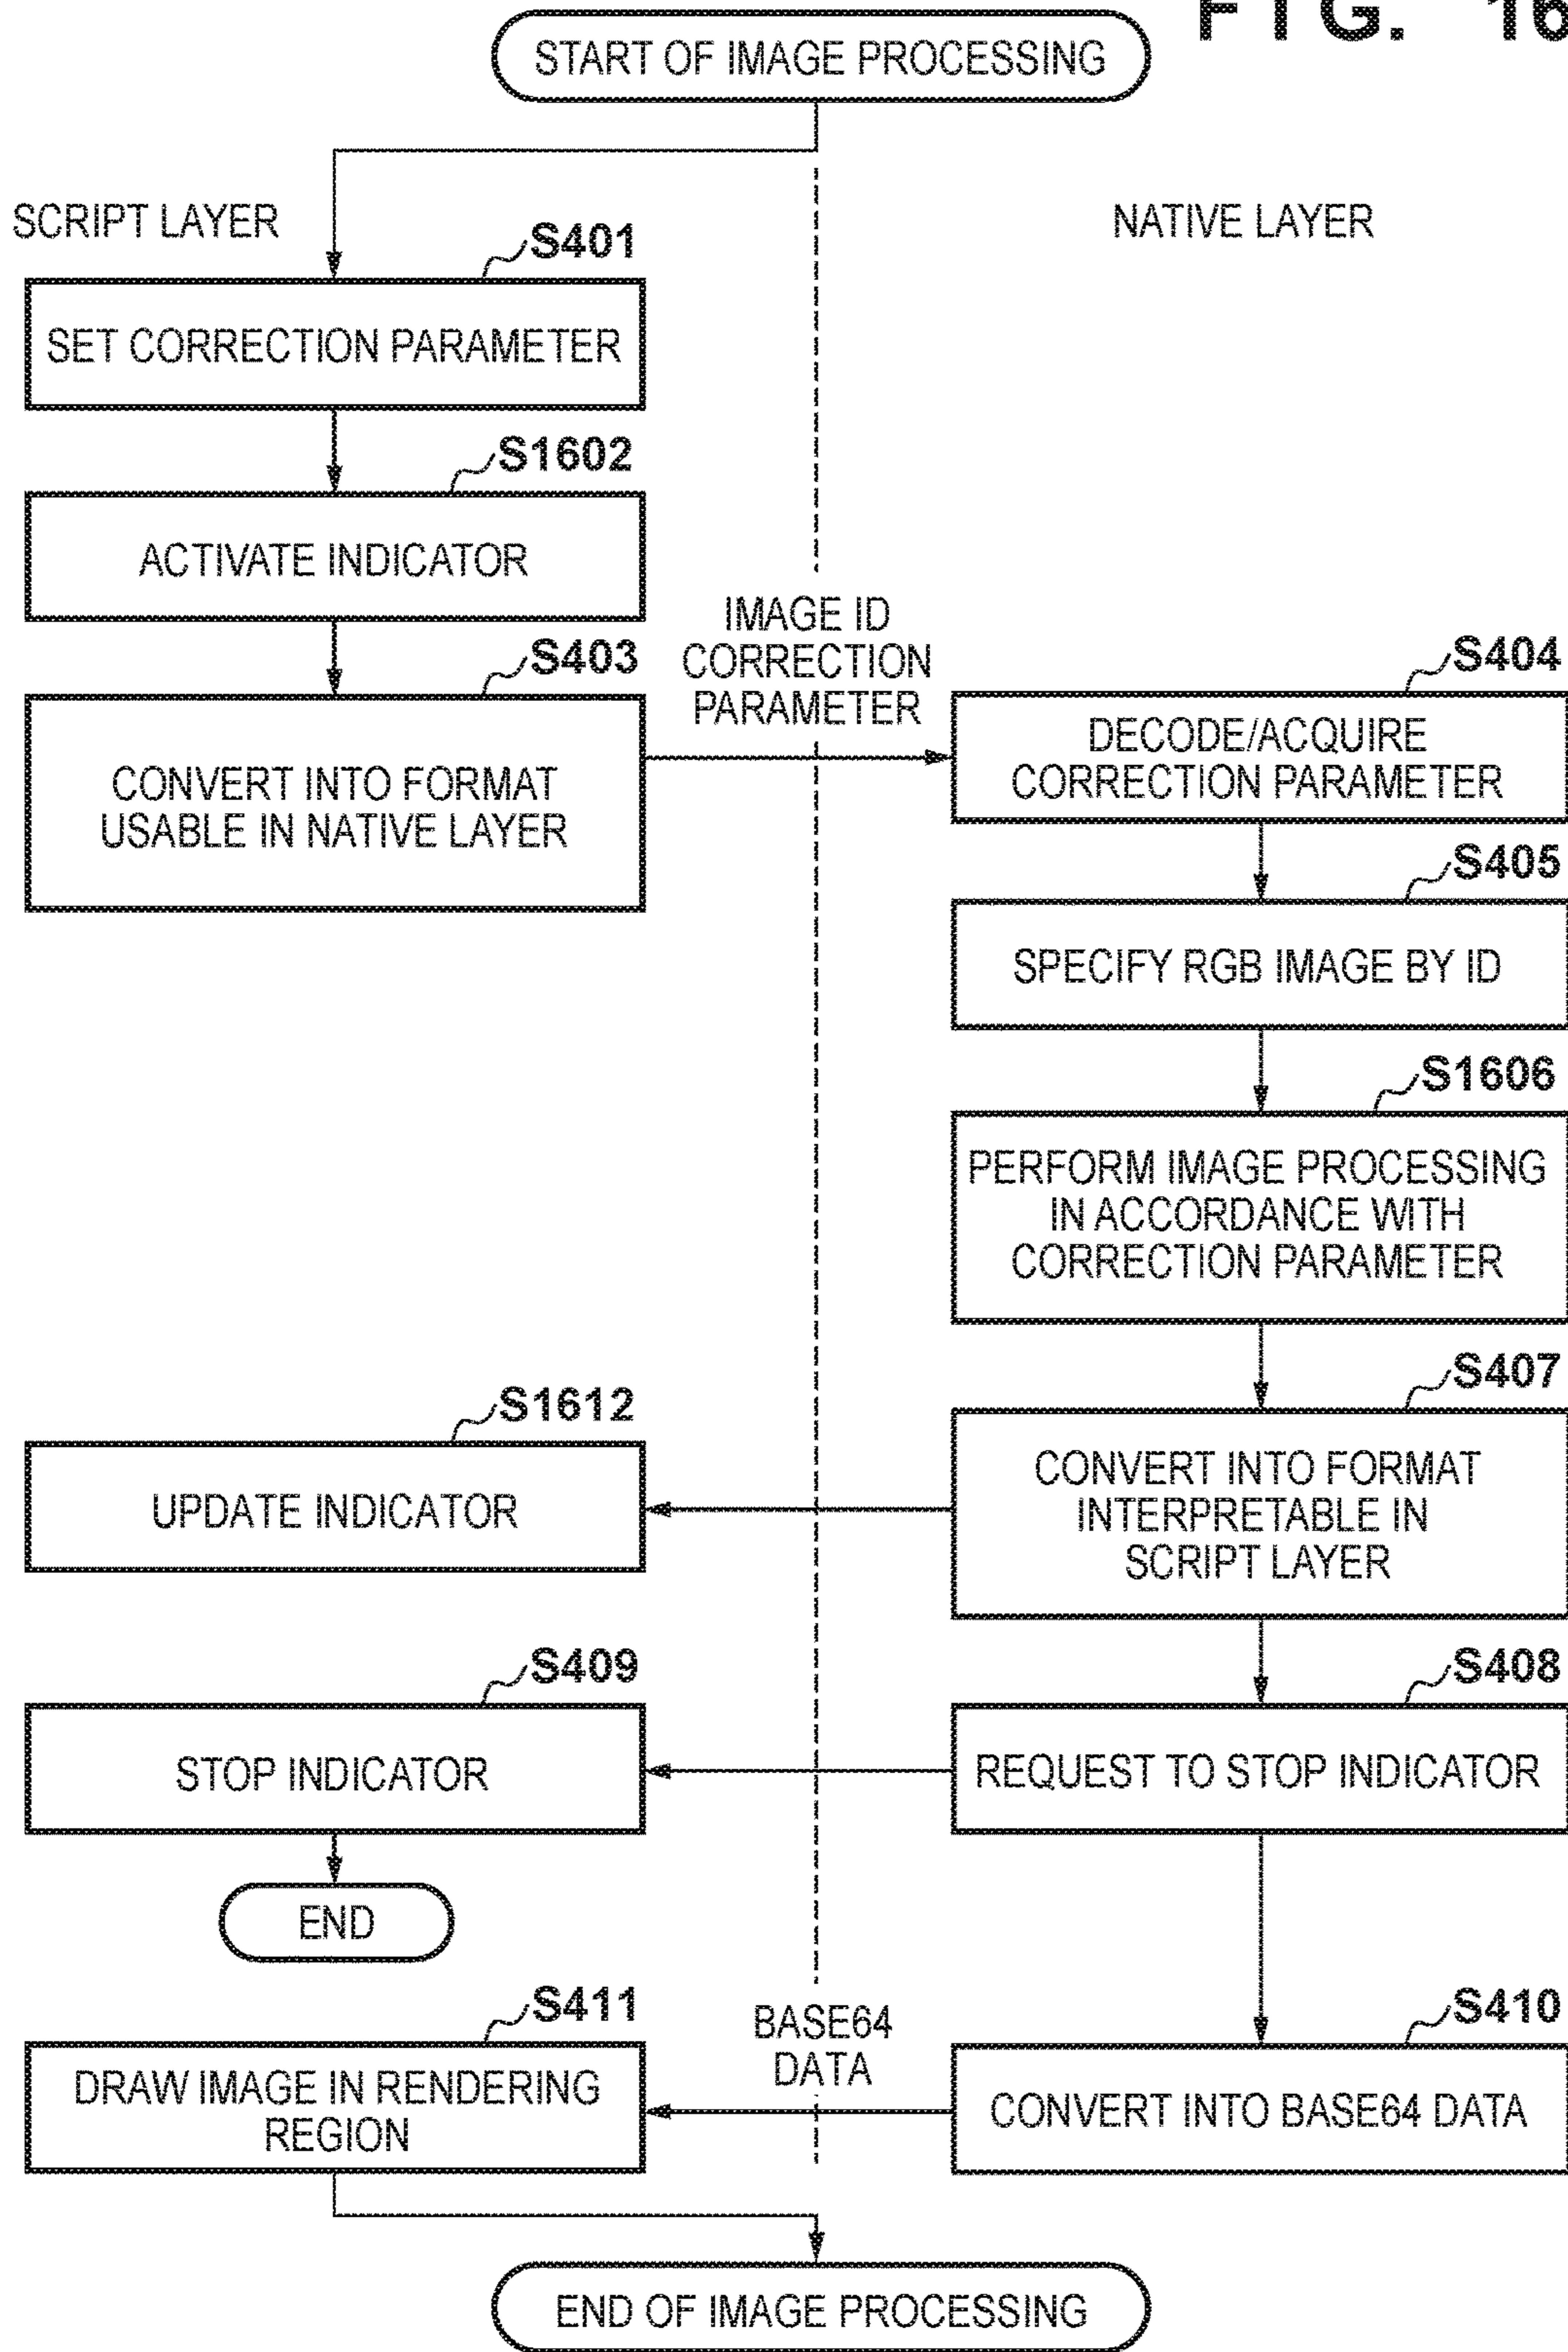 FIG. 16
START OF IMAGE PROCESSING
SCRIPT LAYER
NATIVE LAYER
S401
SET CORRECTION PARAMETER
S1602
ACTIVATE INDICATOR
S403
CONVERT INTO FORMAT
USABLE IN NATIVE LAYER
IMAGE ID
CORRECTION
PARAMETER
S404
DECODE/ACQUIRE
CORRECTION PARAMETER
S405
SPECIFY RGB IMAGE BY ID
S1606
PERFORM IMAGE PROCESSING
IN ACCORDANCE WITH
CORRECTION PARAMETER
S407
CONVERT INTO FORMAT
INTERPRETABLE IN
SCRIPT LAYER
S1612
UPDATE INDICATOR
S408
REQUEST TO STOP INDICATOR
S409
STOP INDICATOR
END
S410
CONVERT INTO BASE64 DATA
BASE64
DATA
S411
DRAW IMAGE IN RENDERING
REGION
END OF IMAGE PROCESSING